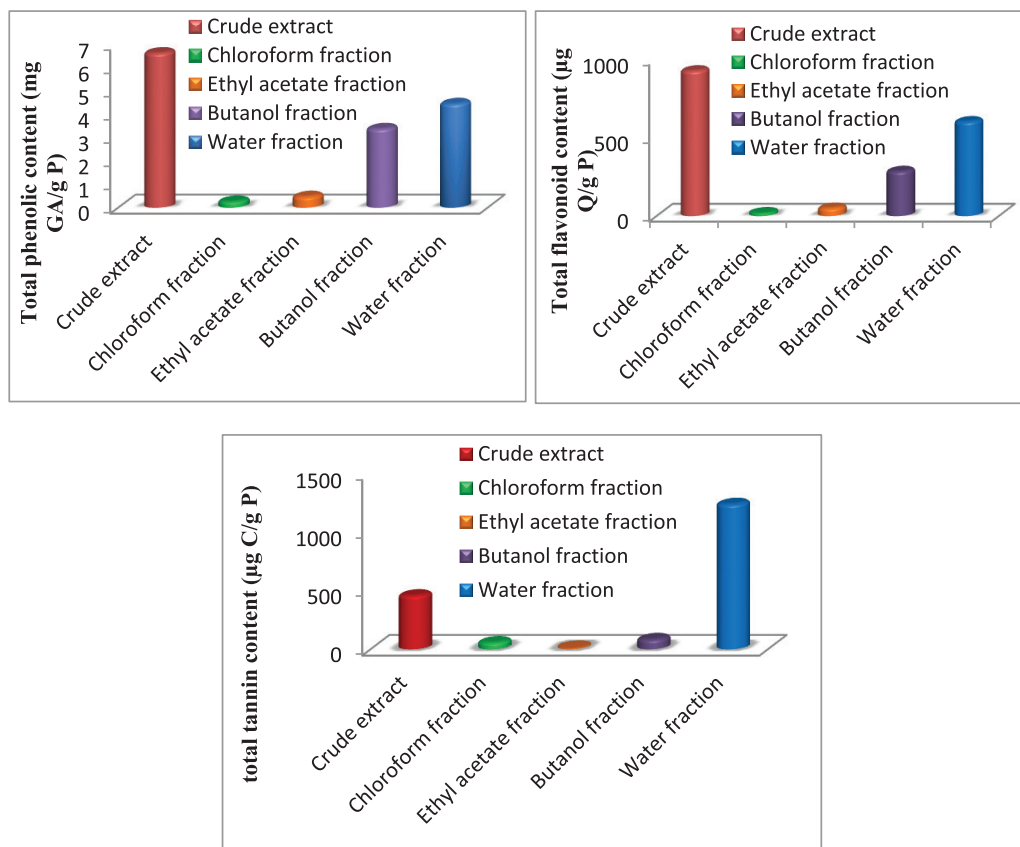 Total phenolic content (mg
GA/g P)
7
6
5
4
3
2
1
0
Crude extract
Chloroform fraction
Ethyl acetate fraction
Butanol fraction
Water fraction
Crude extract
Chloroform fraction
Ethyl acetate fraction
Butanol fraction
Water fraction
Total flavonoid content (µg
Q/g P)
1000
500
0
Crude extract
Chloroform fraction
Ethyl acetate fraction
Butanol fraction
Water fraction
Crude extract
Chloroform fraction
Ethyl acetate fraction
Butanol fraction
Water fraction
total tannin content (µg C/g P)
1500
1000
500
0
Crude extract
Chloroform fraction
Ethyl acetate fraction
Butanol fraction
Water fraction
Crude extract
Chloroform fraction
Ethyl acetate fraction
Butanol fraction
Water fraction